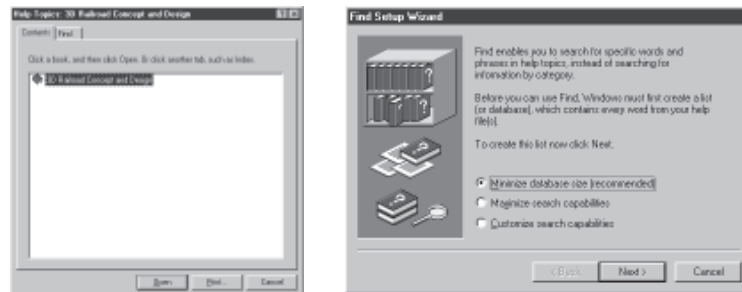 Help Topics: 3D Railroad Concept and Design
Contents Find
Click a book, and then click Open. Or click another tab, such as Index.
3D Railroad Concept and Design
Open Print... Cancel
Find Setup Wizard
Find enables you to search for specific words and
phrases in help topics, instead of searching for
information by category.
Before you can use Find, Windows must first create a list
(or database), which contains every word from your help
file(s).
To create this list now click Next.
Minimize database size (recommended)
Maximize search capabilities
Customize search capabilities
< Back Next > Cancel